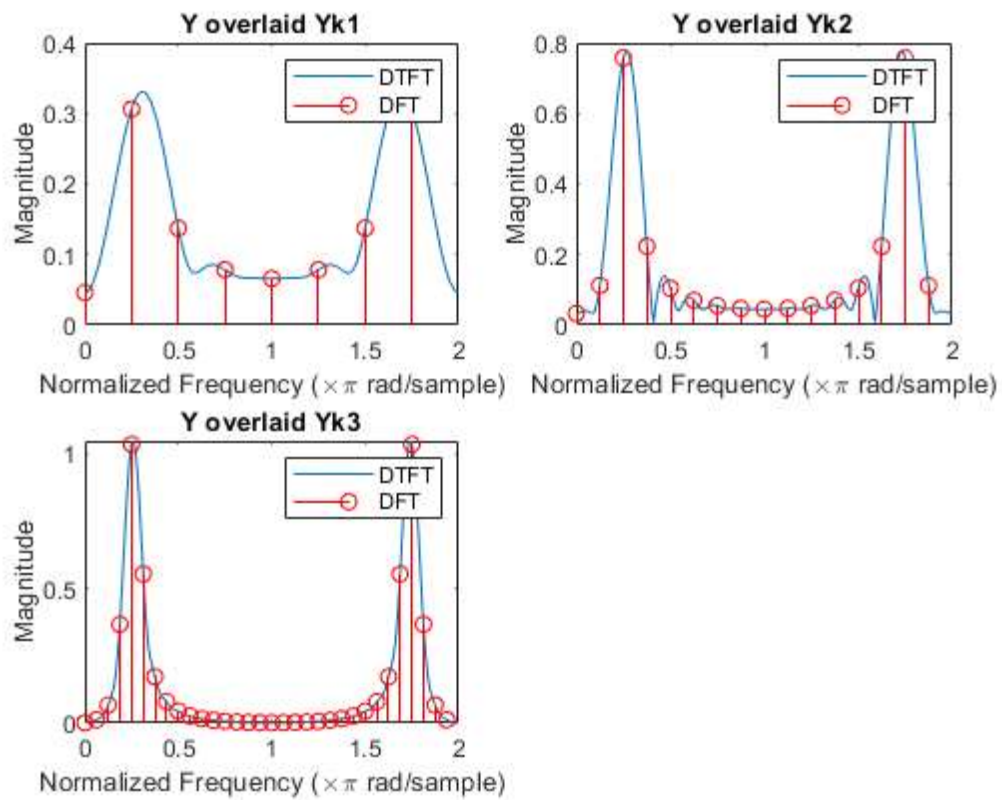 Y overlaid Yk1
0.4
0.3
0.2
0.1
0
Magnitude
DTFT
DFT
0
0.5
1
1.5
2
Normalized Frequency (×π rad/sample)
Y overlaid Yk2
0.8
0.6
0.4
0.2
0
Magnitude
DTFT
DFT
0
0.5
1
1.5
2
Normalized Frequency (×π rad/sample)
Y overlaid Yk3
1
0.5
0
Magnitude
DTFT
DFT
0
0.5
1
1.5
2
Normalized Frequency (×π rad/sample)